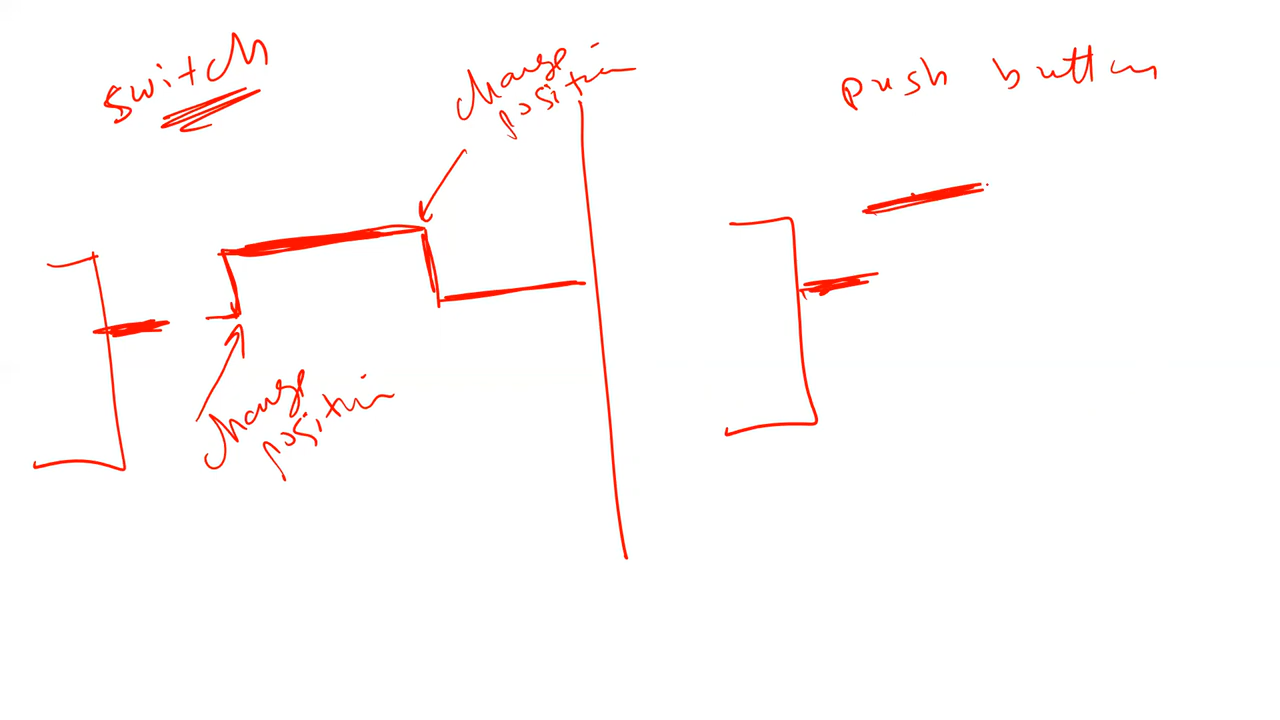 switch
change
position
push button
change
position